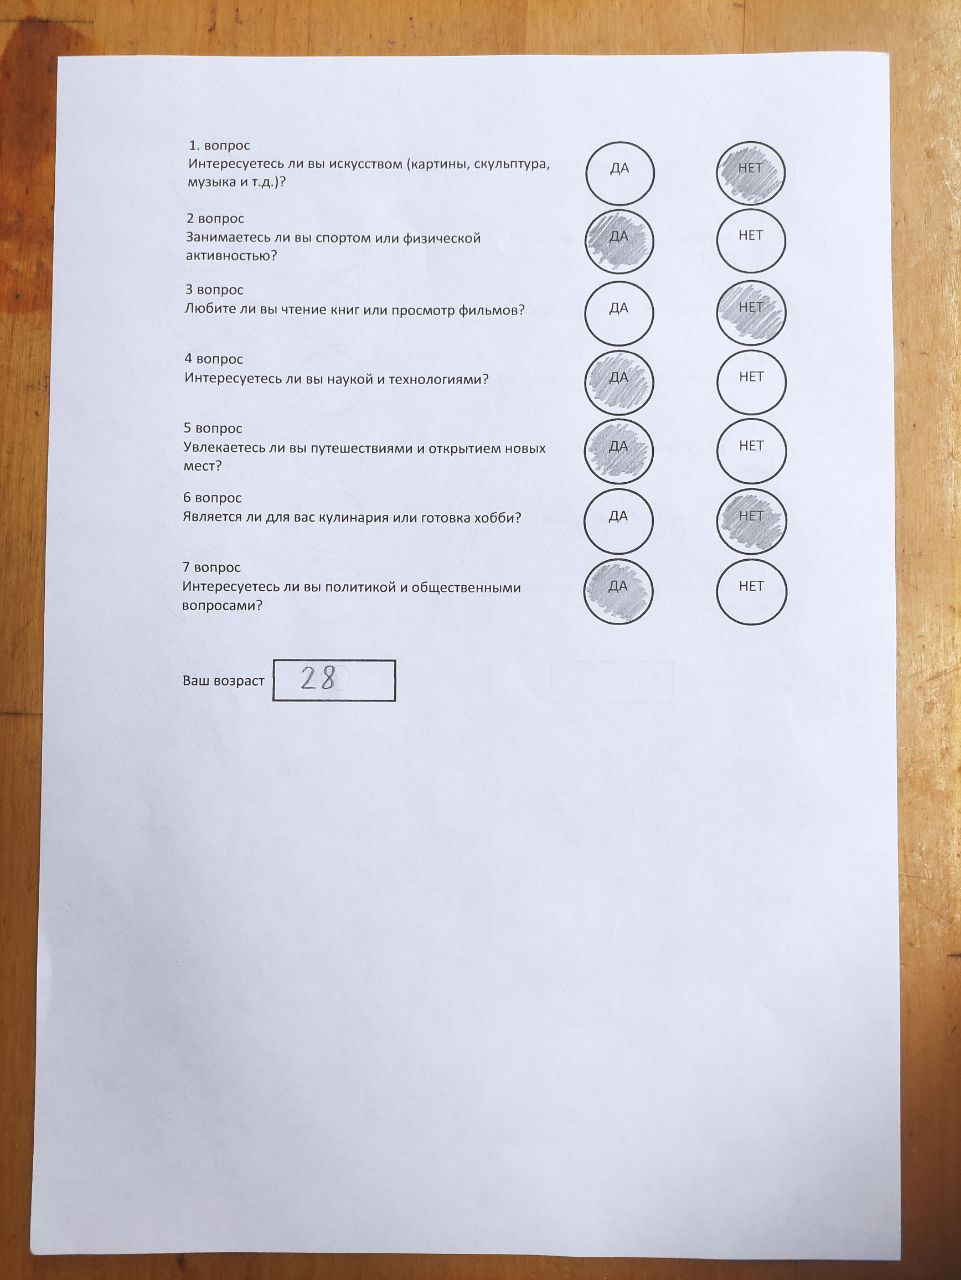 1. вопрос
Интересуетесь ли вы искусством (картины, скульптура,
музыка и т.д.)?
ДА НЕТ
2 вопрос
Занимаетесь ли вы спортом или физической
активностью?
ДА НЕТ
3 вопрос
Любите ли вы чтение книг или просмотр фильмов?
ДА НЕТ
4 вопрос
Интересуетесь ли вы наукой и технологиями?
ДА НЕТ
5 вопрос
Увлекаетесь ли вы путешествиями и открытием новых
мест?
ДА НЕТ
6 вопрос
Является ли для вас кулинария или готовка хобби?
ДА НЕТ
7 вопрос
Интересуетесь ли вы политикой и общественными
вопросами?
ДА НЕТ
Ваш возраст 28